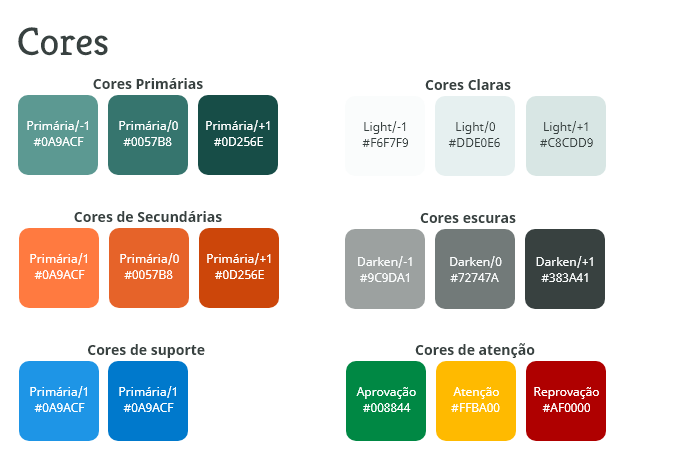 Cores
Cores Primárias
Primária/-1
#0A9ACF
Primária/0
#0057B8
Primária/+1
#0D256E
Cores Claras
Light/-1
#F6F7F9
Light/0
#DDE0E6
Light/+1
#C8CDD9
Cores de Secundárias
Primária/1
#0A9ACF
Primária/0
#0057B8
Primária/+1
#0D256E
Cores escuras
Darken/-1
#9C9DA1
Darken/0
#72747A
Darken/+1
#383A41
Cores de suporte
Primária/1
#0A9ACF
Primária/1
#0A9ACF
Cores de atenção
Aprovação
#008844
Atenção
#FFBA00
Reprovação
#AF0000